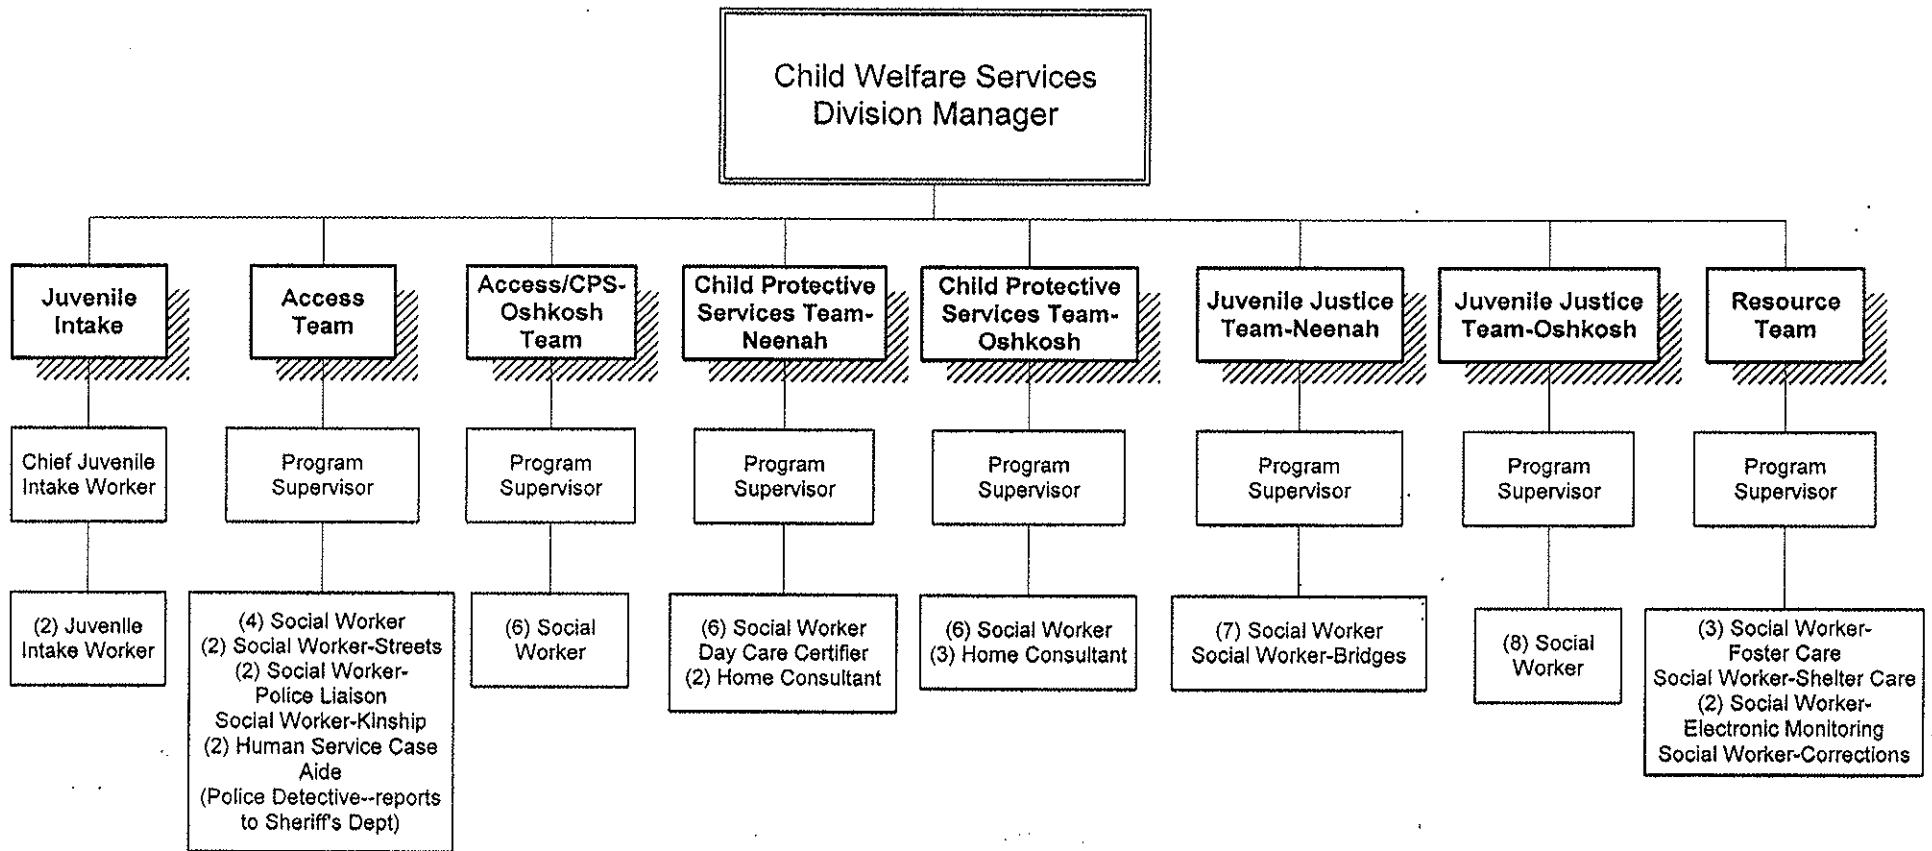 Child Welfare Services
Division Manager
Juvenile
Intake
Access
Team
Access/CPS-
Oshkosh
Team
Child Protective
Services Team-
Neenah
Child Protective
Services Team-
Oshkosh
Juvenile Justice
Team-Neenah
Juvenile Justice
Team-Oshkosh
Resource
Team
Chief Juvenile
Intake Worker
Program
Supervisor
Program
Supervisor
Program
Supervisor
Program
Supervisor
Program
Supervisor
Program
Supervisor
Program
Supervisor
(2) Juvenile
Intake Worker
(4) Social Worker
(2) Social Worker-Streets
(2) Social Worker-
Police Liaison
Social Worker-Kinship
(2) Human Service Case
Aide
(Police Detective--reports
to Sheriff's Dept)
(6) Social
Worker
(6) Social Worker
Day Care Certifier
(2) Home Consultant
(6) Social Worker
(3) Home Consultant
(7) Social Worker
Social Worker-Bridges
(8) Social
Worker
(3) Social Worker-
Foster Care
Social Worker-Shelter Care
(2) Social Worker-
Electronic Monitoring
Social Worker-Corrections